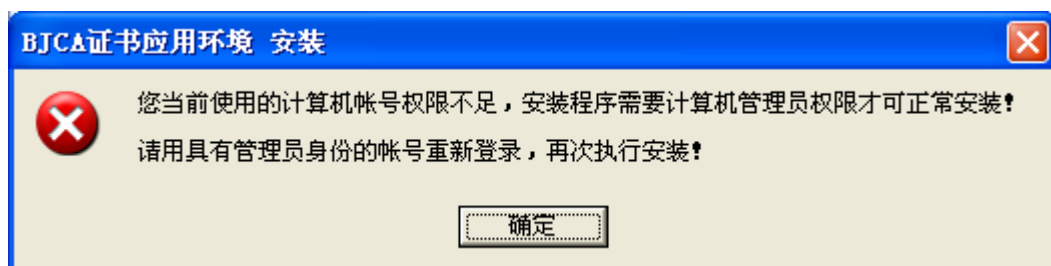 BJCA证书应用环境 安装
您当前使用的计算机帐号权限不足，安装程序需要计算机管理员权限才可正常安装！
请用具有管理员身份的帐号重新登录，再次执行安装！
确定